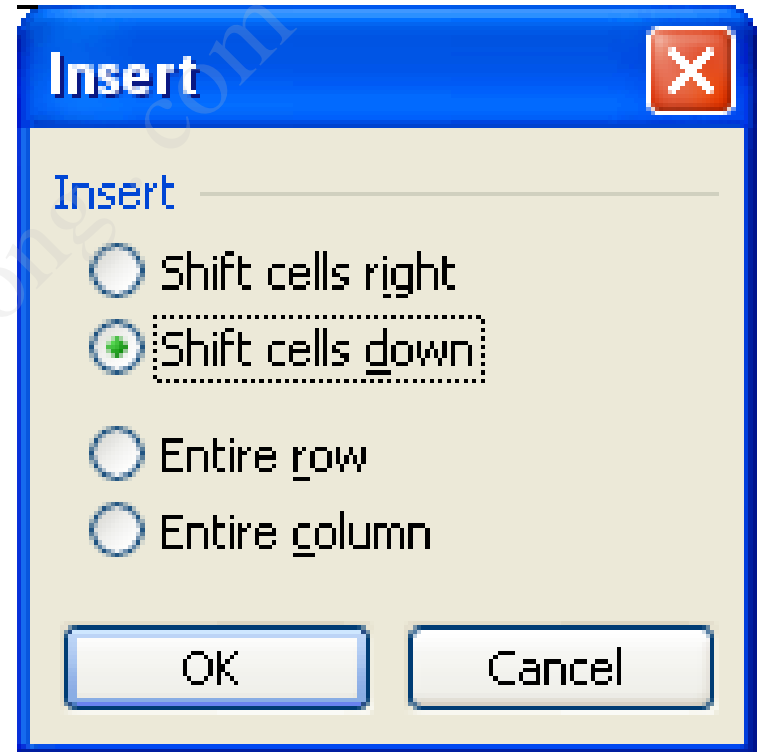 Insert
Insert
Shift cells right
Shift cells down
Entire row
Entire column
OK Cancel